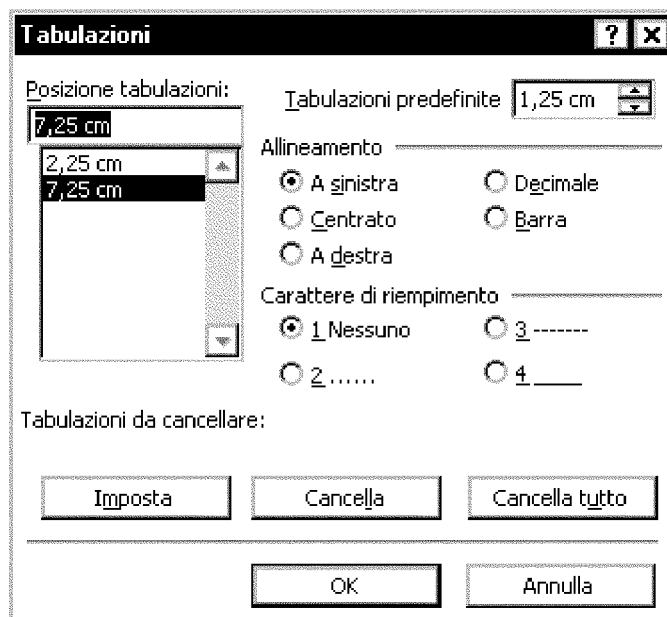 Tabulazioni
Posizione tabulazioni:
7,25 cm
2,25 cm
7,25 cm
Tabulazioni predefinite 1,25 cm
Allineamento
A sinistra Decimale
Centrato Barra
A destra
Carattere di riempimento
1 Nessuno 3 -------
2 ...... 4 ____
Tabulazioni da cancellare:
Imposta Cancella Cancella tutto
OK Annulla